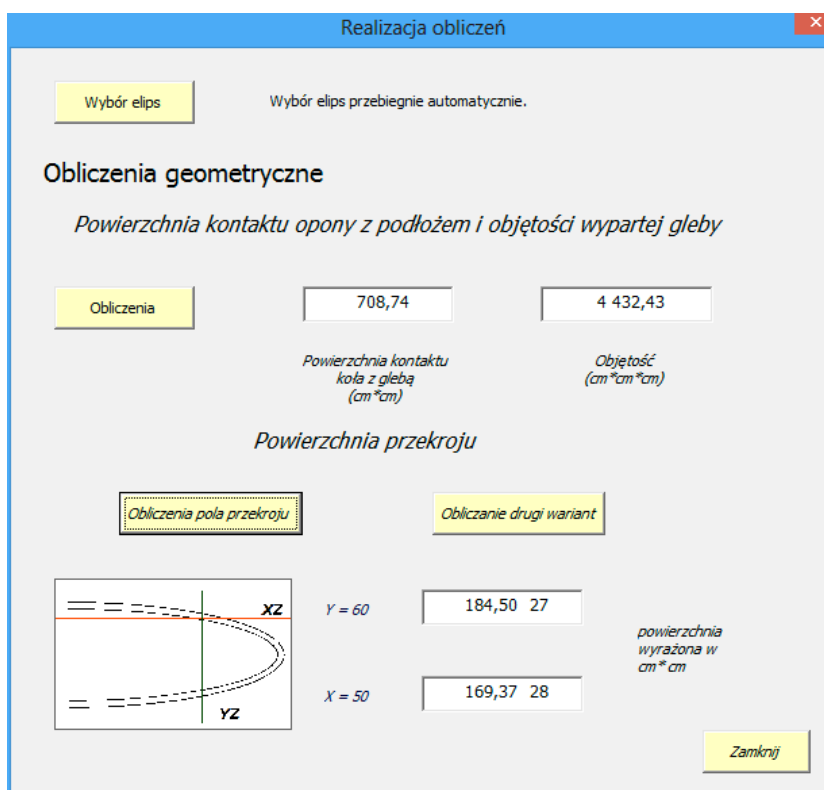 Realizacja obliczeń
×
Wybór elips
Wybór elips przebiegnie automatycznie.
Obliczenia geometryczne
Powierzchnia kontaktu opony z podłożem i objętości wypartej gleby
Obliczenia
708,74
4 432,43
Powierzchnia kontaktu
koła z glebą
(cm*cm)
Objętość
(cm*cm*cm)
Powierzchnia przekroju
Obliczenia pola przekroju
Obliczanie drugi wariant
XZ
YZ
Y = 60
184,50 27
X = 50
169,37 28
powierzchnia
wyrażona w
cm* cm
Zamknij